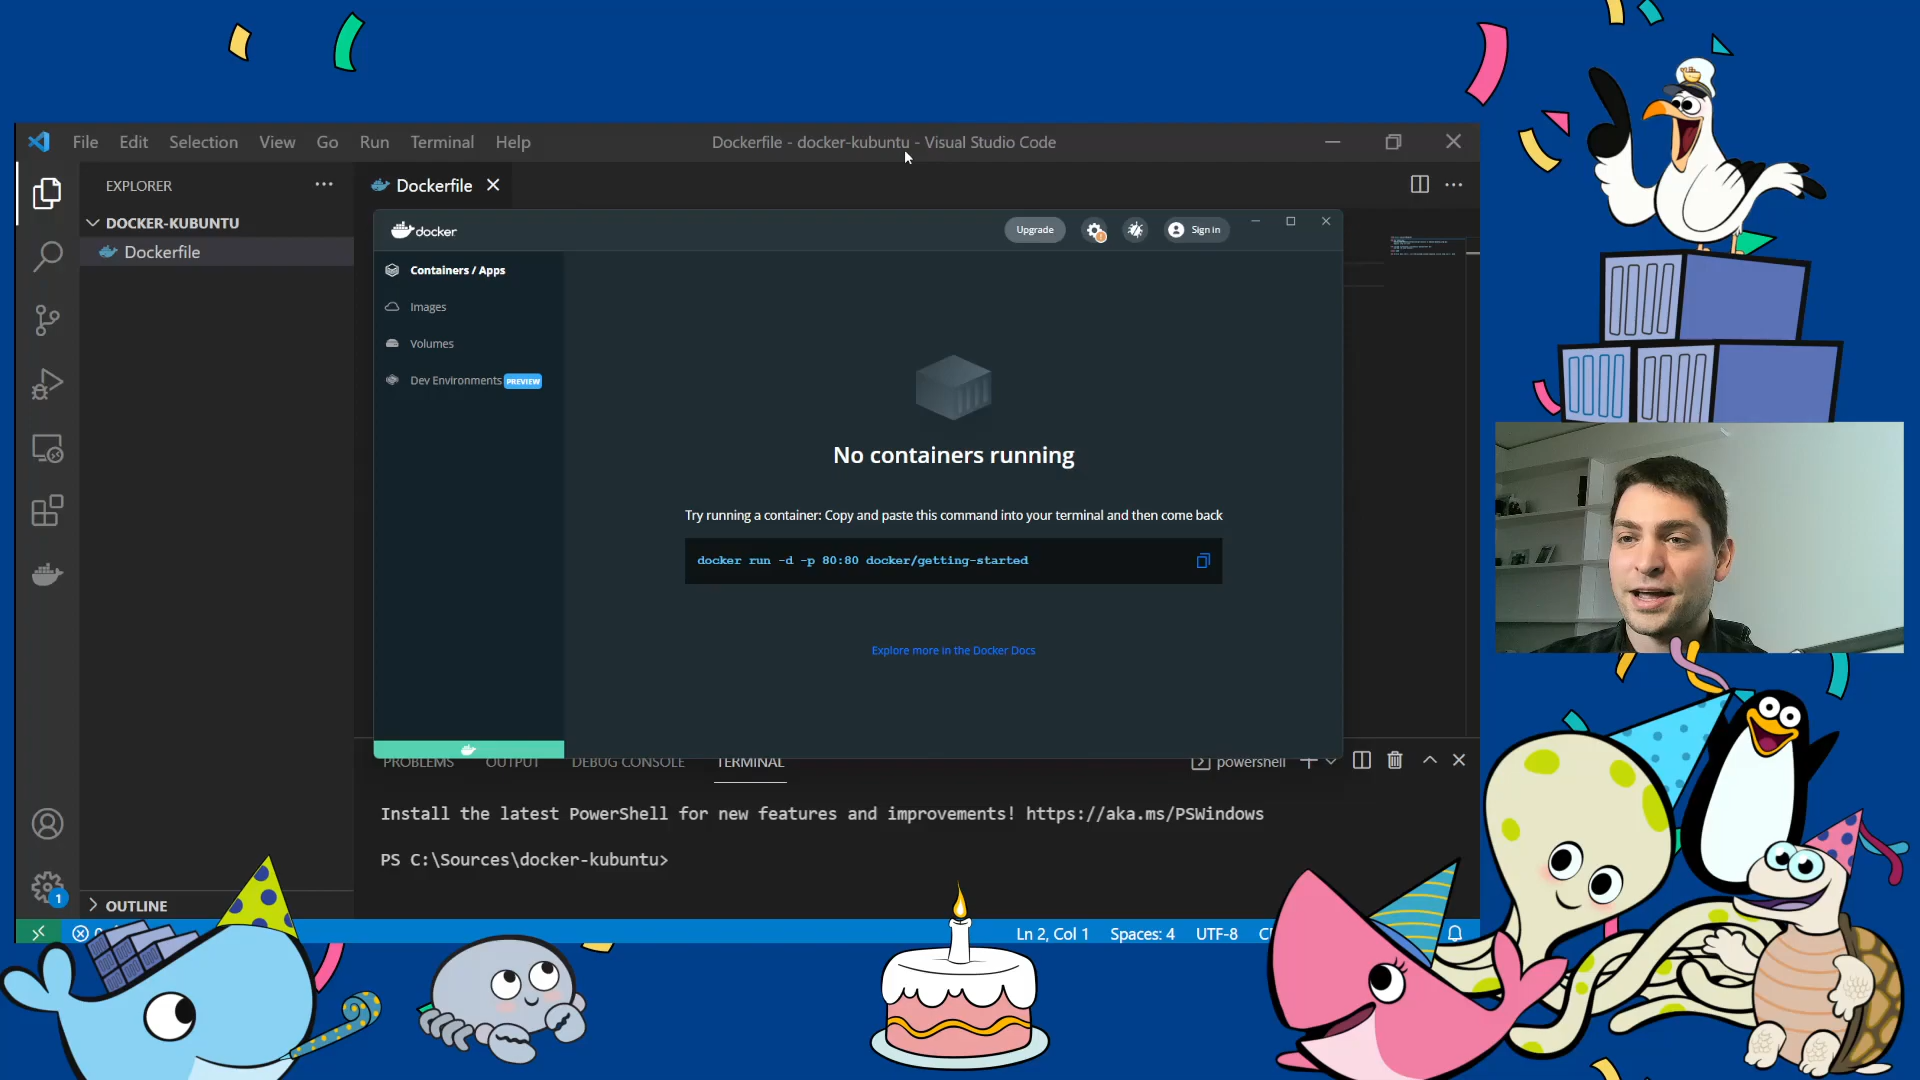 File Edit Selection View Go Run Terminal Help
Dockerfile - docker-kubuntu - Visual Studio Code
EXPLORER
Dockerfile
DOCKER-KUBUNTU
Dockerfile
docker
Upgrade
Sign in
Containers / Apps
Images
Volumes
Dev Environments PREVIEW
No containers running
Try running a container: Copy and paste this command into your terminal and then come back
docker run -d -p 80:80 docker/getting-started
Explore more in the Docker Docs
PROBLEMS OUTPUT DEBUG CONSOLE TERMINAL
powershell
Install the latest PowerShell for new features and improvements! https://aka.ms/PSWindows
PS C:\Sources\docker-kubuntu>
1
OUTLINE
Ln 2, Col 1 Spaces: 4 UTF-8